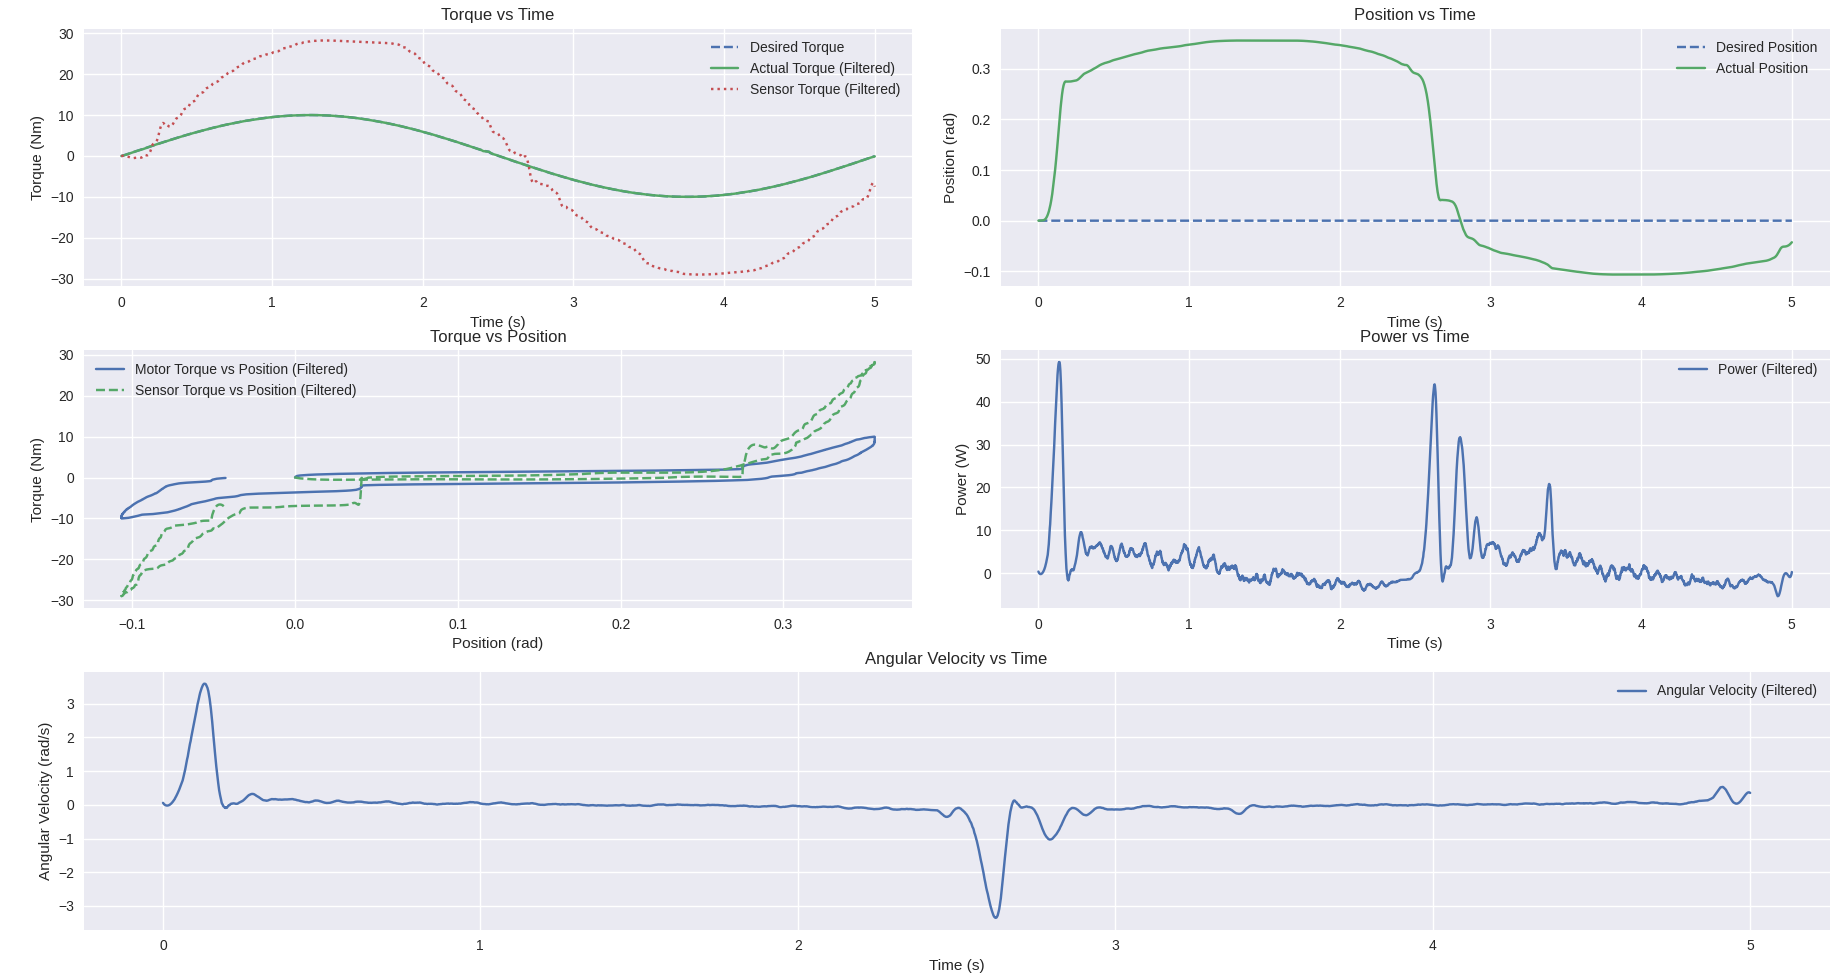 Torque vs Time
Torque (Nm)
30
20
10
0
−10
−20
−30
Desired Torque
Actual Torque (Filtered)
Sensor Torque (Filtered)
0 1 2 3 4 5
Time (s)
Position vs Time
Position (rad)
0.3
0.2
0.1
0.0
−0.1
Desired Position
Actual Position
0 1 2 3 4 5
Time (s)
Torque vs Position
Torque (Nm)
30
20
10
0
−10
−20
−30
Motor Torque vs Position (Filtered)
Sensor Torque vs Position (Filtered)
−0.1 0.0 0.1 0.2 0.3
Position (rad)
Power vs Time
Power (W)
50
40
30
20
10
0
Power (Filtered)
0 1 2 3 4 5
Time (s)
Angular Velocity vs Time
Angular Velocity (rad/s)
3
2
1
0
−1
−2
−3
Angular Velocity (Filtered)
0 1 2 3 4 5
Time (s)